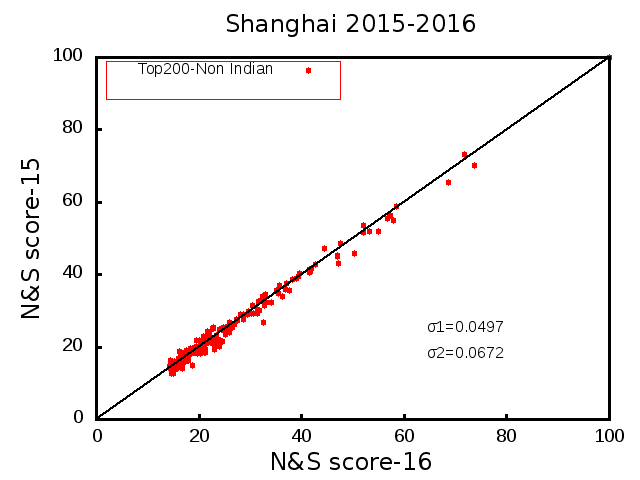 Shanghai 2015-2016
Top200-Non Indian
N&S score-15
100
80
60
40
20
0
σ1=0.0497
σ2=0.0672
0 20 40 60 80 100
N&S score-16